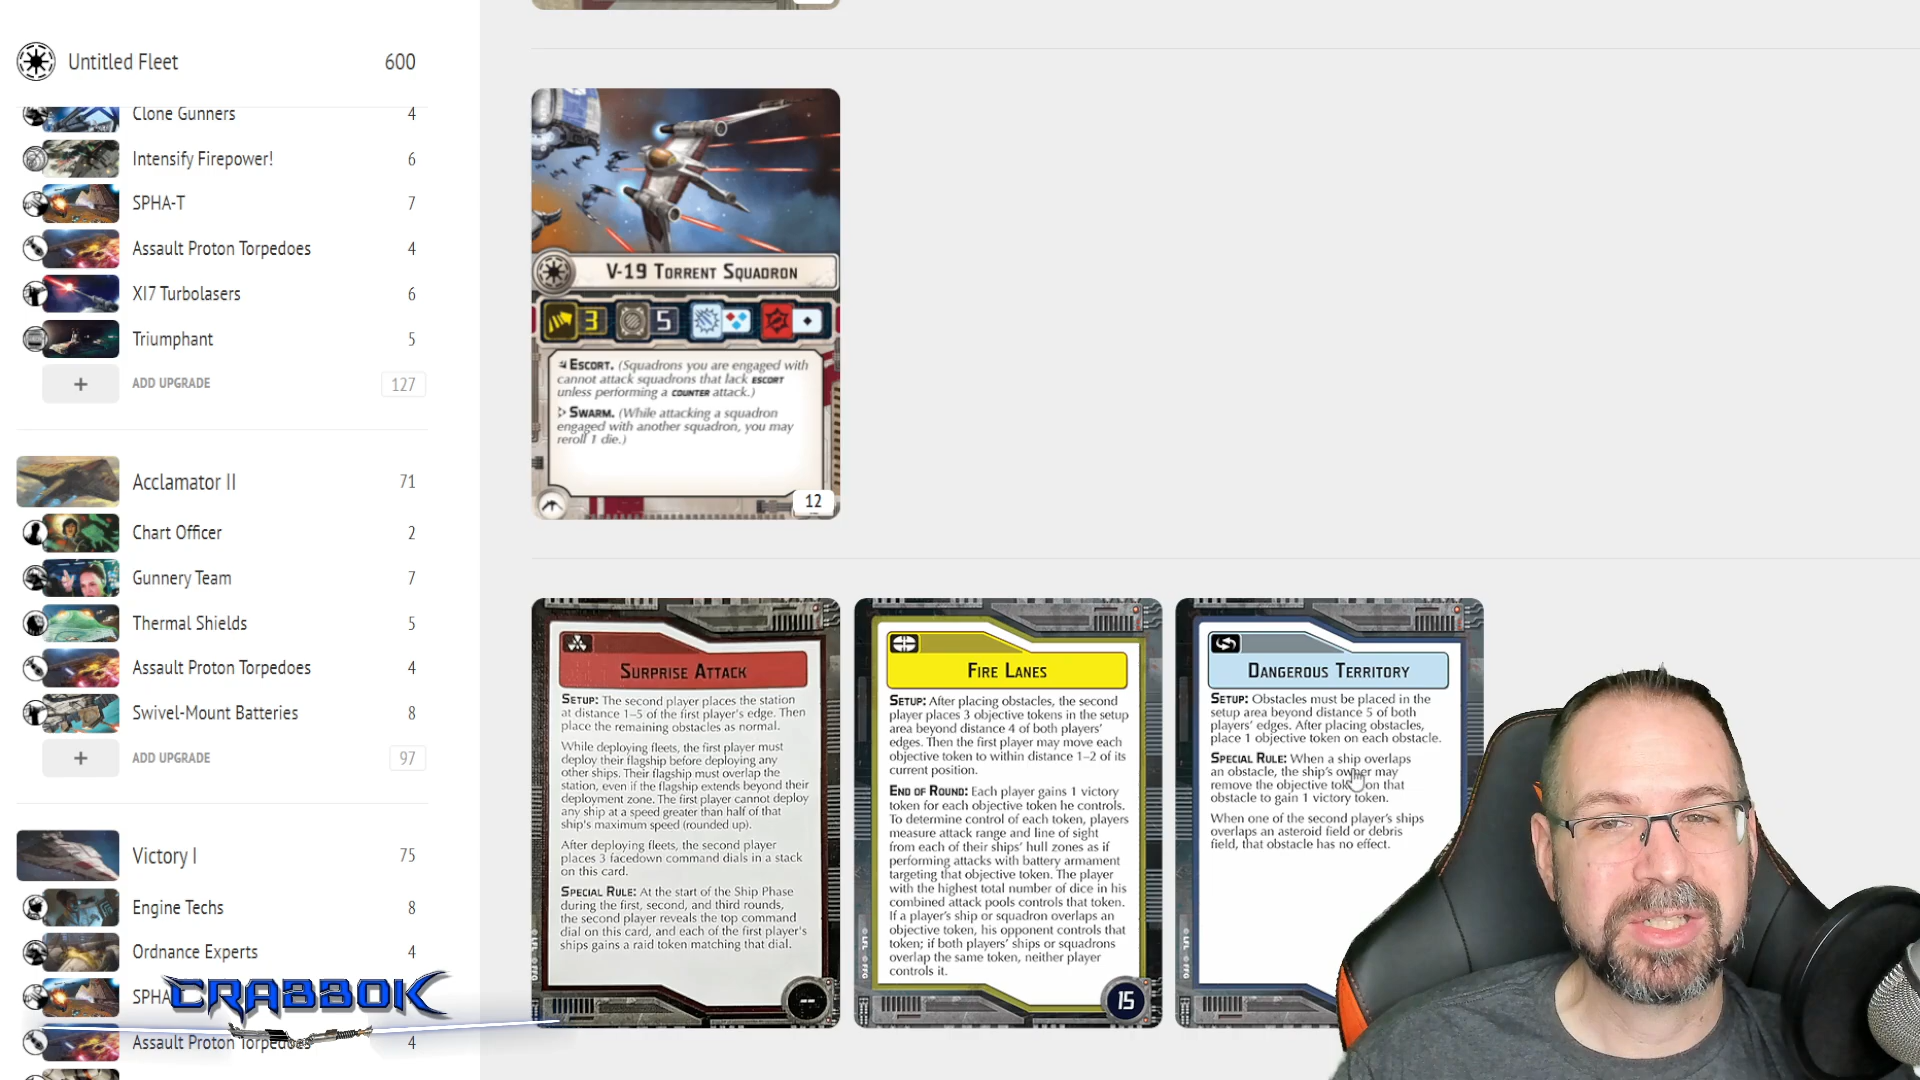 Untitled Fleet 600
Clone Gunners 4
Intensify Firepower! 6
SPHA-T 7
Assault Proton Torpedoes 4
XI7 Turbolasers 6
Triumphant 5
+ ADD UPGRADE 127
Acclamator II 71
Chart Officer 2
Gunnery Team 7
Thermal Shields 5
Assault Proton Torpedoes 4
Swivel-Mount Batteries 8
+ ADD UPGRADE 97
Victory I 75
Engine Techs 8
Ordnance Experts 4
SPHA
CRABBOK
Assault Proton Torpedoes 4
V-19 TORRENT SQUADRON
3 5
ESCORT. (Squadrons you are engaged with
cannot attack squadrons that lack ESCORT
unless performing a COUNTER attack.)
SWARM. (While attacking a squadron
engaged with another squadron, you may
reroll 1 die.)
12
SURPRISE ATTACK
SETUP: The second player places the station
at distance 1–5 of the first player's edge. Then
place the remaining obstacles as normal.
While deploying fleets, the first player must
deploy their flagship before deploying any
other ships. Their flagship must overlap the
station, even if the flagship extends beyond their
deployment zone. The first player cannot deploy
any ship at a speed greater than half of that
ship's maximum speed (rounded up).
After deploying fleets, the second player
places 3 facedown command dials in a stack
on this card.
SPECIAL RULE: At the start of the Ship Phase
during the first, second, and third rounds,
the second player reveals the top command
dial on this card, and each of the first player's
ships gains a raid token matching that dial.
--
© LFL © FFG
FIRE LANES
SETUP: After placing obstacles, the second
player places 3 objective tokens in the setup
area beyond distance 4 of both players'
edges. Then the first player may move each
objective token to within distance 1–2 of its
current position.
END OF ROUND: Each player gains 1 victory
token for each objective token he controls.
To determine control of each token, players
measure attack range and line of sight
from each of their ships' hull zones as if
performing attacks with battery armament
targeting that objective token. The player
with the highest total number of dice in his
combined attack pools controls that token.
If a player's ship or squadron overlaps an
objective token, his opponent controls that
token; if both players' ships or squadrons
overlap the same token, neither player
controls it.
15
© LFL © FFG
DANGEROUS TERRITORY
SETUP: Obstacles must be placed in the
setup area beyond distance 5 of both
players' edges. After placing obstacles,
place 1 objective token on each obstacle.
SPECIAL RULE: When a ship overlaps
an obstacle, the ship's owner may
remove the objective token on that
obstacle to gain 1 victory token.
When one of the second player's ships
overlaps an asteroid field or debris
field, that obstacle has no effect.
© LFL © FFG